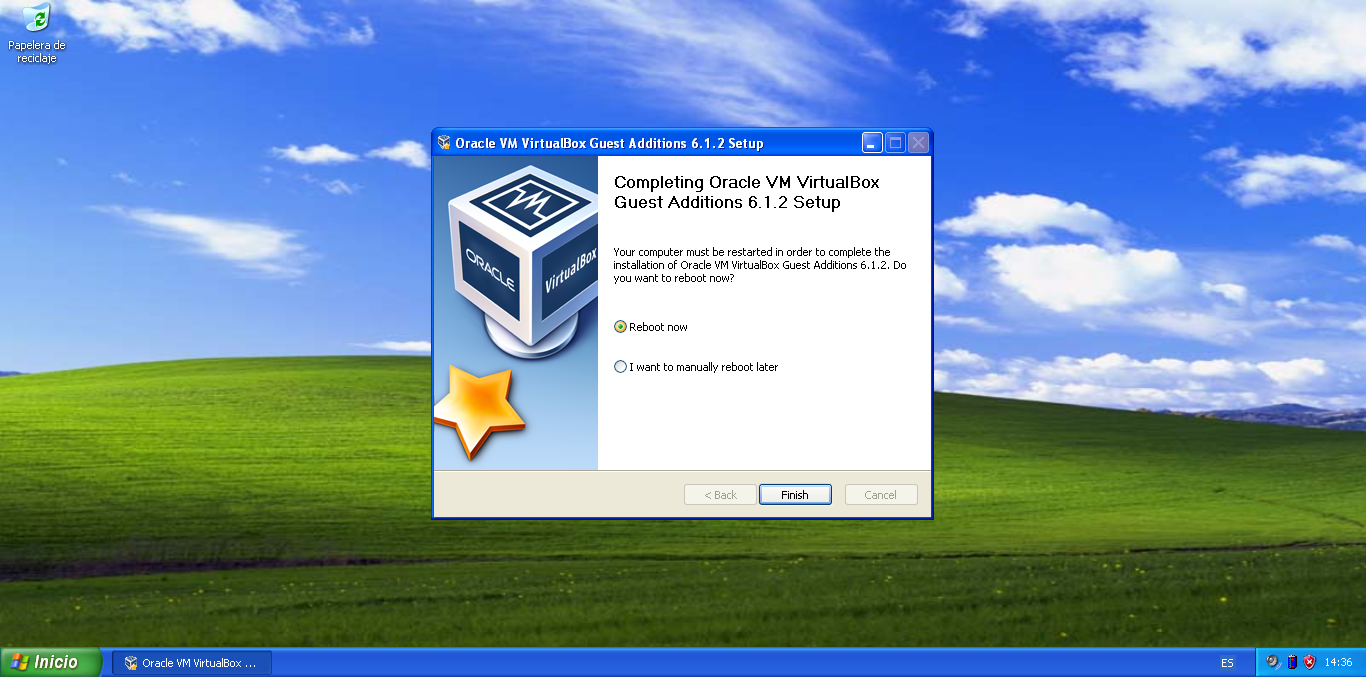 Papelera de
reciclaje
Oracle VM VirtualBox Guest Additions 6.1.2 Setup
ORACLE
VirtualBox
Completing Oracle VM VirtualBox
Guest Additions 6.1.2 Setup
Your computer must be restarted in order to complete the
installation of Oracle VM VirtualBox Guest Additions 6.1.2. Do
you want to reboot now?
Reboot now
I want to manually reboot later
< Back
Finish
Cancel
Inicio
Oracle VM VirtualBox ...
ES
14:36